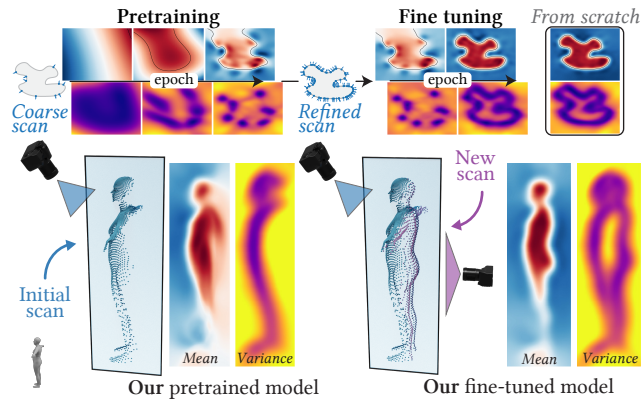 Pretraining
Fine tuning
From scratch
epoch
epoch
Coarse
scan
Refined
scan
New
scan
Initial
scan
Mean
Variance
Mean
Variance
Our pretrained model
Our fine-tuned model